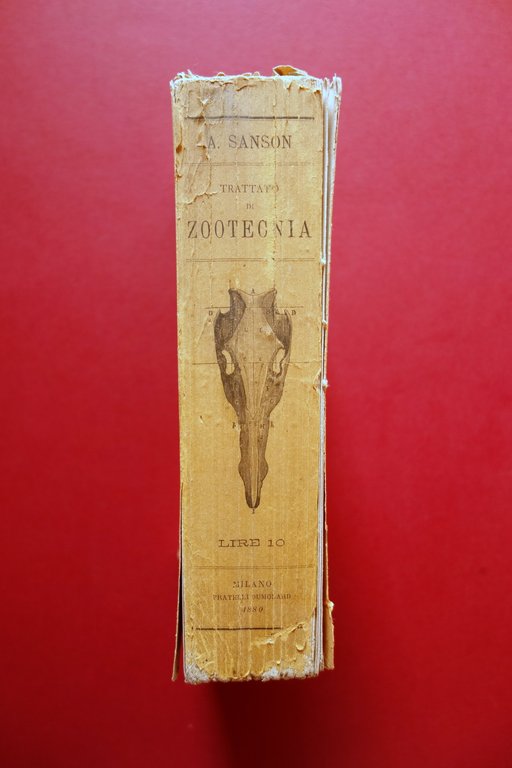 A. SANSON
TRATTATO
DI
ZOOTECNIA
A
B
LIRE 10
MILANO
FRATELLI DUMOLARD
1880